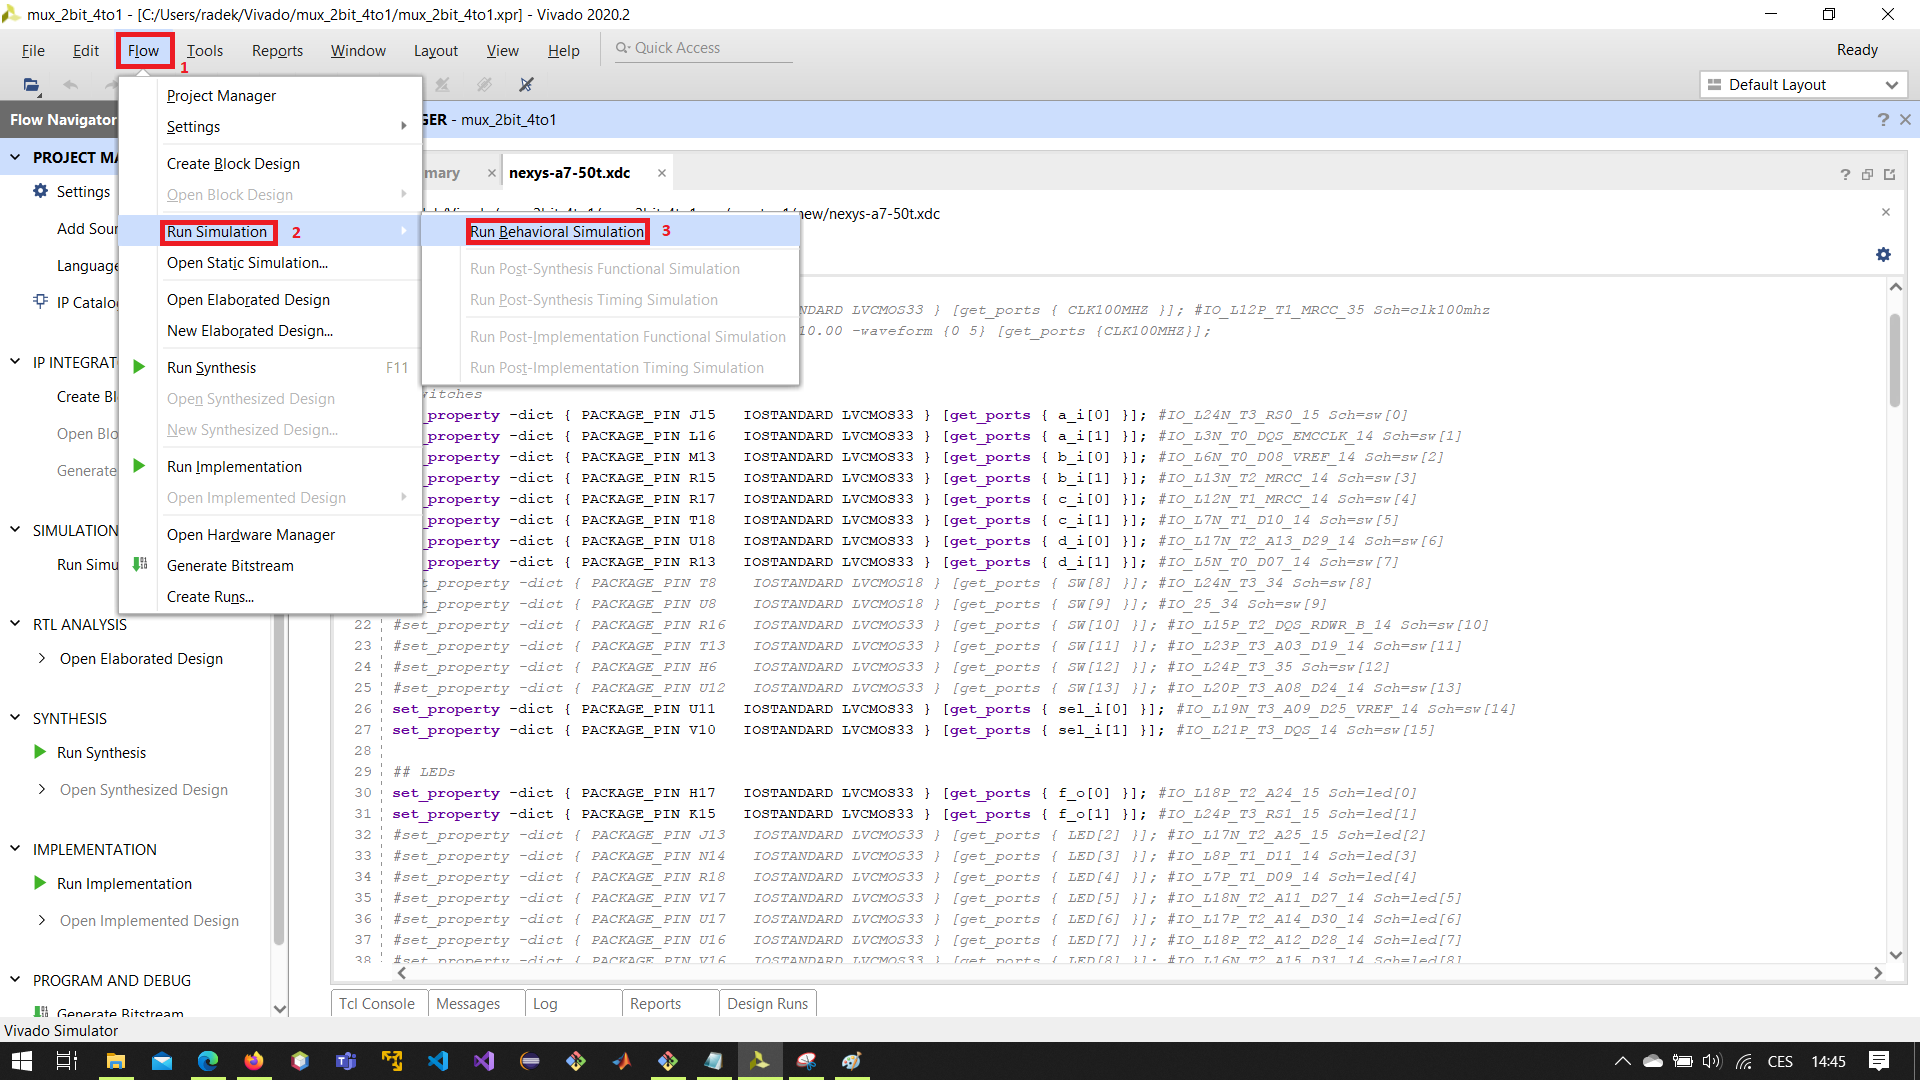 mux_2bit_4to1 - [C:/Users/radek/Vivado/mux_2bit_4to1/mux_2bit_4to1.xpr] - Vivado 2020.2
File Edit Flow Tools Reports Window Layout View Help Quick Access Ready
1
Default Layout
Flow Navigator
GER - mux_2bit_4to1
PROJECT MA
Settings
Add Sour
Language
IP Catalo
IP INTEGRAT
Create Bl
Open Blo
Generate
SIMULATION
Run Simu
RTL ANALYSIS
Open Elaborated Design
SYNTHESIS
Run Synthesis
Open Synthesized Design
IMPLEMENTATION
Run Implementation
Open Implemented Design
PROGRAM AND DEBUG
Generate Bitstream
Project Manager
Settings
Create Block Design
Open Block Design
Run Simulation 2
Open Static Simulation...
Open Elaborated Design
New Elaborated Design...
Run Synthesis F11
Open Synthesized Design
New Synthesized Design...
Run Implementation
Open Implemented Design
Open Hardware Manager
Generate Bitstream
Create Runs...
Run Behavioral Simulation 3
Run Post-Synthesis Functional Simulation
Run Post-Synthesis Timing Simulation
Run Post-Implementation Functional Simulation
Run Post-Implementation Timing Simulation
mary nexys-a7-50t.xdc
new/nexys-a7-50t.xdc
NDARD LVCMOS33 } [get_ports { CLK100MHZ }]; #IO_L12P_T1_MRCC_35 Sch=clk100mhz
10.00 -waveform {0 5} [get_ports {CLK100MHZ}];
witches
_property -dict { PACKAGE_PIN J15 IOSTANDARD LVCMOS33 } [get_ports { a_i[0] }]; #IO_L24N_T3_RS0_15 Sch=sw[0]
_property -dict { PACKAGE_PIN L16 IOSTANDARD LVCMOS33 } [get_ports { a_i[1] }]; #IO_L3N_T0_DQS_EMCCLK_14 Sch=sw[1]
_property -dict { PACKAGE_PIN M13 IOSTANDARD LVCMOS33 } [get_ports { b_i[0] }]; #IO_L6N_T0_D08_VREF_14 Sch=sw[2]
_property -dict { PACKAGE_PIN R15 IOSTANDARD LVCMOS33 } [get_ports { b_i[1] }]; #IO_L13N_T2_MRCC_14 Sch=sw[3]
_property -dict { PACKAGE_PIN R17 IOSTANDARD LVCMOS33 } [get_ports { c_i[0] }]; #IO_L12N_T1_MRCC_14 Sch=sw[4]
_property -dict { PACKAGE_PIN T18 IOSTANDARD LVCMOS33 } [get_ports { c_i[1] }]; #IO_L7N_T1_D10_14 Sch=sw[5]
_property -dict { PACKAGE_PIN U18 IOSTANDARD LVCMOS33 } [get_ports { d_i[0] }]; #IO_L17N_T2_A13_D29_14 Sch=sw[6]
_property -dict { PACKAGE_PIN R13 IOSTANDARD LVCMOS33 } [get_ports { d_i[1] }]; #IO_L5N_T0_D07_14 Sch=sw[7]
et_property -dict { PACKAGE_PIN T8 IOSTANDARD LVCMOS18 } [get_ports { SW[8] }]; #IO_L24N_T3_34 Sch=sw[8]
et_property -dict { PACKAGE_PIN U8 IOSTANDARD LVCMOS18 } [get_ports { SW[9] }]; #IO_25_34 Sch=sw[9]
22 #set_property -dict { PACKAGE_PIN R16 IOSTANDARD LVCMOS33 } [get_ports { SW[10] }]; #IO_L15P_T2_DQS_RDWR_B_14 Sch=sw[10]
23 #set_property -dict { PACKAGE_PIN T13 IOSTANDARD LVCMOS33 } [get_ports { SW[11] }]; #IO_L23P_T3_A03_D19_14 Sch=sw[11]
24 #set_property -dict { PACKAGE_PIN H6 IOSTANDARD LVCMOS33 } [get_ports { SW[12] }]; #IO_L24P_T3_35 Sch=sw[12]
25 #set_property -dict { PACKAGE_PIN U12 IOSTANDARD LVCMOS33 } [get_ports { SW[13] }]; #IO_L20P_T3_A08_D24_14 Sch=sw[13]
26 set_property -dict { PACKAGE_PIN U11 IOSTANDARD LVCMOS33 } [get_ports { sel_i[0] }]; #IO_L19N_T3_A09_D25_VREF_14 Sch=sw[14]
27 set_property -dict { PACKAGE_PIN V10 IOSTANDARD LVCMOS33 } [get_ports { sel_i[1] }]; #IO_L21P_T3_DQS_14 Sch=sw[15]
28
29 ## LEDs
30 set_property -dict { PACKAGE_PIN H17 IOSTANDARD LVCMOS33 } [get_ports { f_o[0] }]; #IO_L18P_T2_A24_15 Sch=led[0]
31 set_property -dict { PACKAGE_PIN K15 IOSTANDARD LVCMOS33 } [get_ports { f_o[1] }]; #IO_L24P_T3_RS1_15 Sch=led[1]
32 #set_property -dict { PACKAGE_PIN J13 IOSTANDARD LVCMOS33 } [get_ports { LED[2] }]; #IO_L17N_T2_A25_15 Sch=led[2]
33 #set_property -dict { PACKAGE_PIN N14 IOSTANDARD LVCMOS33 } [get_ports { LED[3] }]; #IO_L8P_T1_D11_14 Sch=led[3]
34 #set_property -dict { PACKAGE_PIN R18 IOSTANDARD LVCMOS33 } [get_ports { LED[4] }]; #IO_L7P_T1_D09_14 Sch=led[4]
35 #set_property -dict { PACKAGE_PIN V17 IOSTANDARD LVCMOS33 } [get_ports { LED[5] }]; #IO_L18N_T2_A11_D27_14 Sch=led[5]
36 #set_property -dict { PACKAGE_PIN U17 IOSTANDARD LVCMOS33 } [get_ports { LED[6] }]; #IO_L17P_T2_A14_D30_14 Sch=led[6]
37 #set_property -dict { PACKAGE_PIN U16 IOSTANDARD LVCMOS33 } [get_ports { LED[7] }]; #IO_L18P_T2_A12_D28_14 Sch=led[7]
38 #set_property -dict { PACKAGE_PIN V16 IOSTANDARD LVCMOS33 } [get_ports { LED[8] }]; #IO_L16N_T2_A15_D31_14 Sch=led[8]
Tcl Console Messages Log Reports Design Runs
Vivado Simulator
CES 14:45